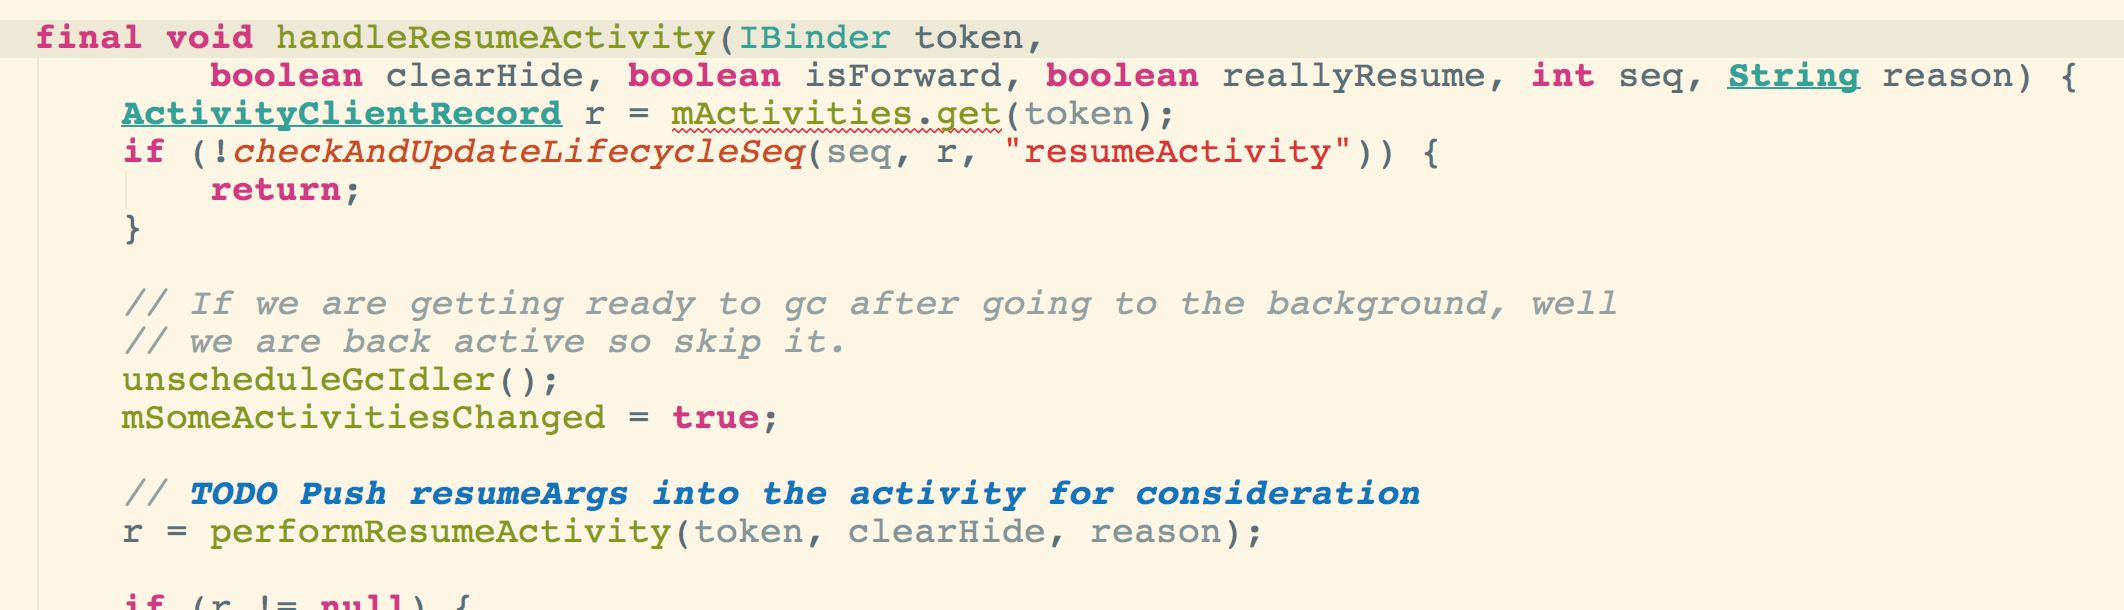 final void handleResumeActivity(IBinder token,
        boolean clearHide, boolean isForward, boolean reallyResume, int seq, String reason) {
    ActivityClientRecord r = mActivities.get(token);
    if (!checkAndUpdateLifecycleSeq(seq, r, "resumeActivity")) {
        return;
    }

    // If we are getting ready to gc after going to the background, well
    // we are back active so skip it.
    unscheduleGcIdler();
    mSomeActivitiesChanged = true;

    // TODO Push resumeArgs into the activity for consideration
    r = performResumeActivity(token, clearHide, reason);

    if (r != null) {